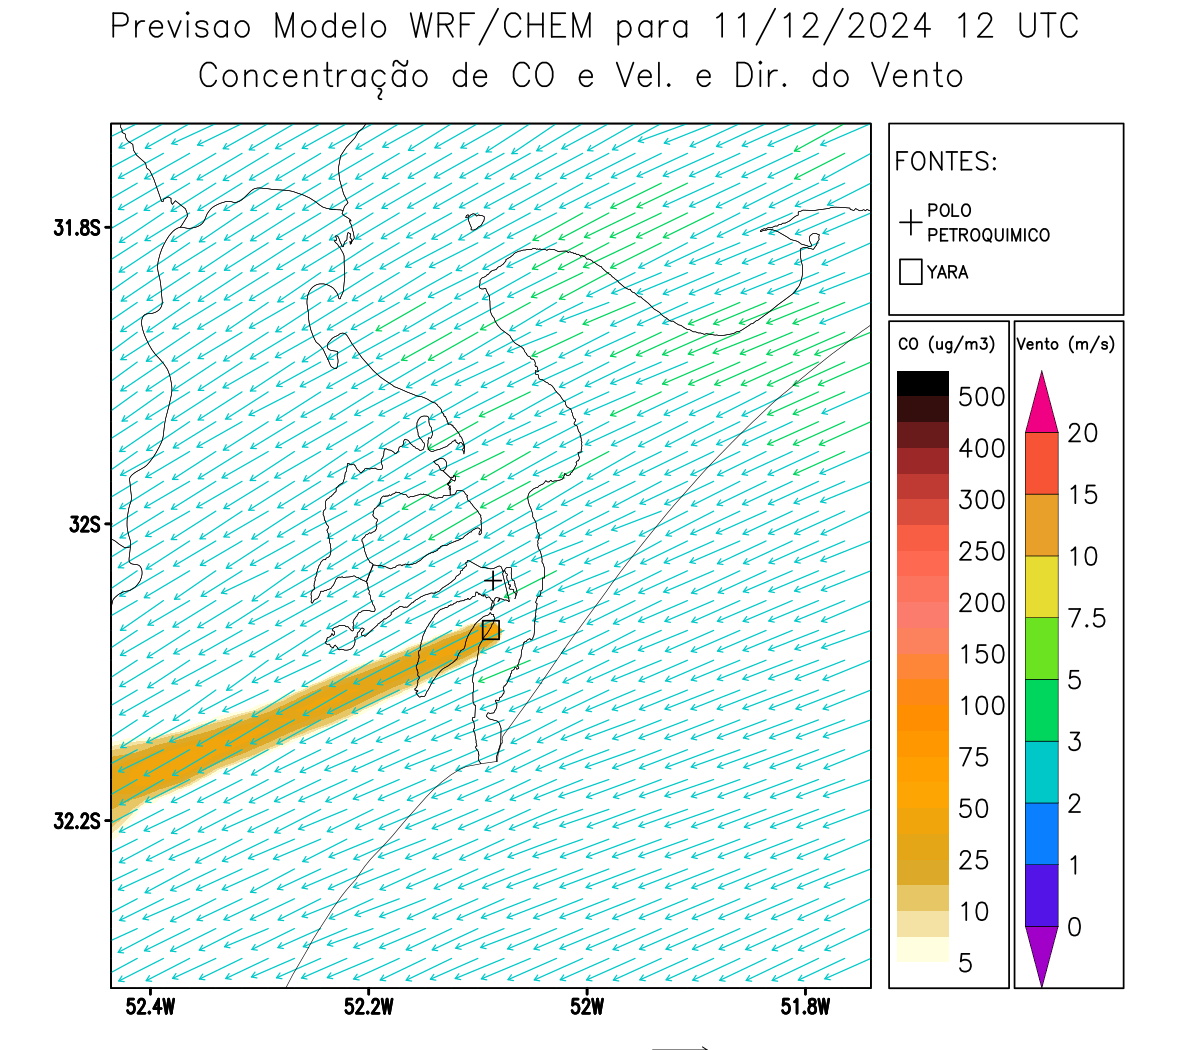 Previsao Modelo WRF/CHEM para 11/12/2024 12 UTC
Concentração de CO e Vel. e Dir. do Vento
FONTES:
POLO
PETROQUIMICO
YARA
31.8S
32S
32.2S
52.4W
52.2W
52W
51.8W
CO (ug/m3)
500
400
300
250
200
150
100
75
50
25
10
5
Vento (m/s)
20
15
10
7.5
5
3
2
1
0